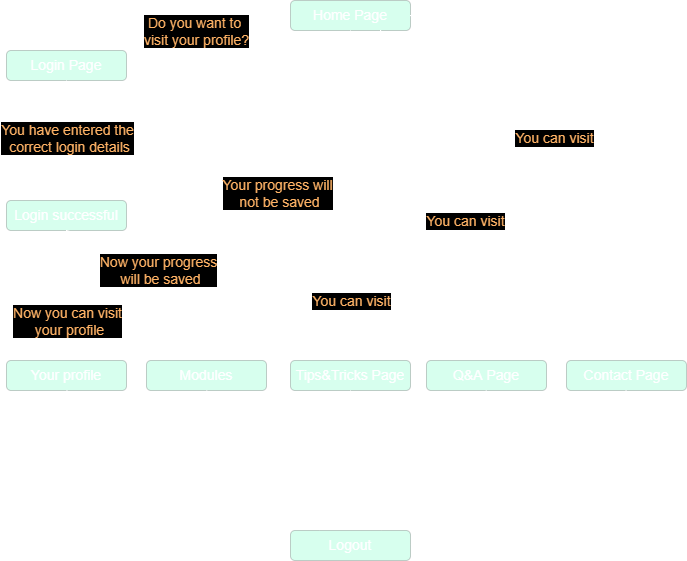 Home Page
Do you want to
visit your profile?
Login Page
You have entered the
correct login details
You can visit
Your progress will
not be saved
Login successful
You can visit
Now your progress
will be saved
You can visit
Now you can visit
your profile
Your profile
Modules
Tips&Tricks Page
Q&A Page
Contact Page
Logout